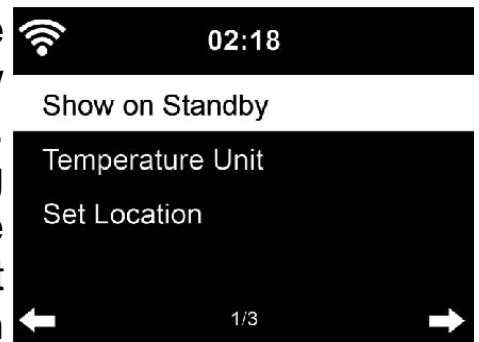 02:18
Show on Standby
Temperature Unit
Set Location
1/3